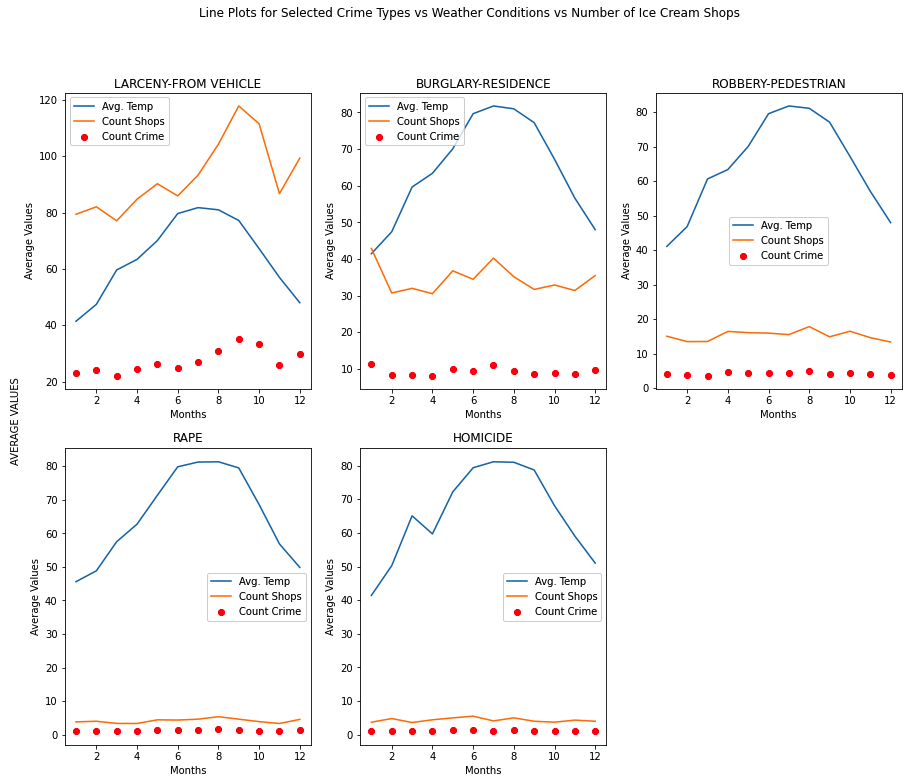 Line Plots for Selected Crime Types vs Weather Conditions vs Number of Ice Cream Shops
AVERAGE VALUES
LARCENY-FROM VEHICLE
Avg. Temp
Count Shops
Count Crime
Average Values
120
100
80
60
40
20
2 4 6 8 10 12
Months
BURGLARY-RESIDENCE
Avg. Temp
Count Shops
Count Crime
Average Values
80
70
60
50
40
30
20
10
2 4 6 8 10 12
Months
ROBBERY-PEDESTRIAN
Avg. Temp
Count Shops
Count Crime
Average Values
80
70
60
50
40
30
20
10
0
2 4 6 8 10 12
Months
RAPE
Avg. Temp
Count Shops
Count Crime
Average Values
80
70
60
50
40
30
20
10
0
2 4 6 8 10 12
Months
HOMICIDE
Avg. Temp
Count Shops
Count Crime
Average Values
80
70
60
50
40
30
20
10
0
2 4 6 8 10 12
Months